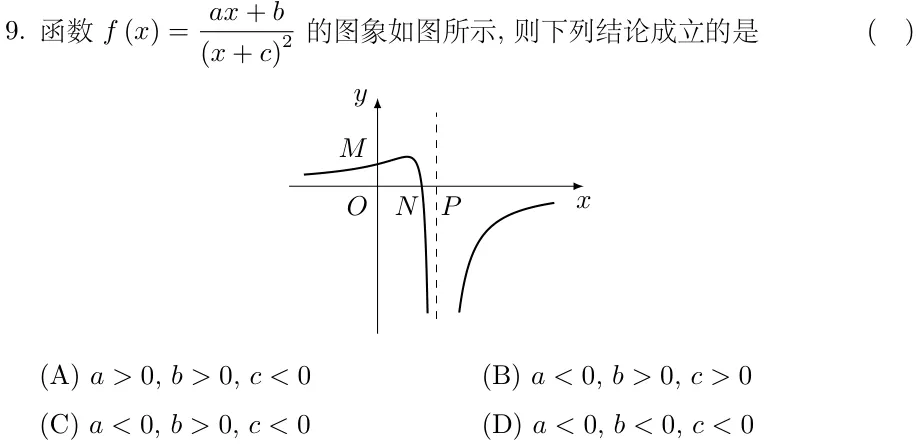 9. 函数 f (x) = \frac{ax + b}{(x + c)^2} 的图象如图所示, 则下列结论成立的是 ( )
y
M
O N P x
(A) a > 0, b > 0, c < 0 (B) a < 0, b > 0, c > 0
(C) a < 0, b > 0, c < 0 (D) a < 0, b < 0, c < 0